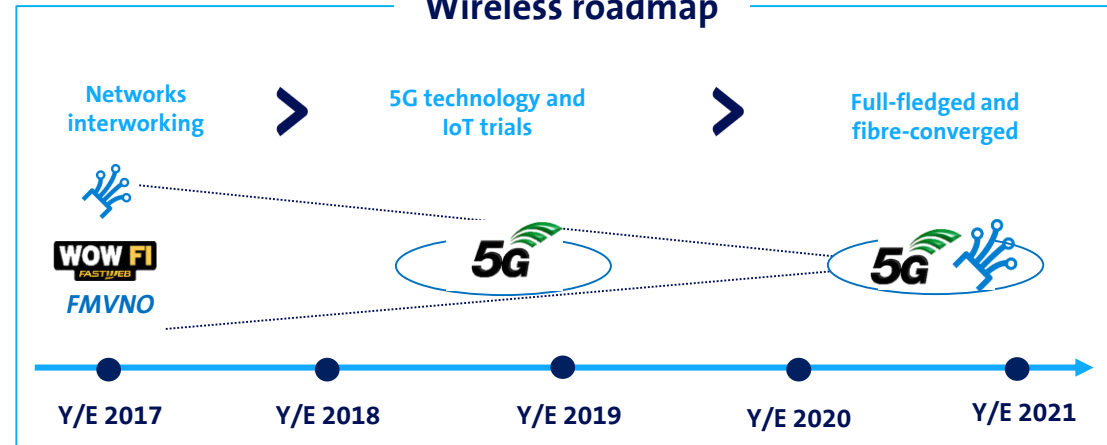 Wireless roadmap
Networks
interworking
>
5G technology and
IoT trials
>
Full-fledged and
fibre-converged
WOW FI
FASTWEB
FMVNO
5G
5G
Y/E 2017
Y/E 2018
Y/E 2019
Y/E 2020
Y/E 2021